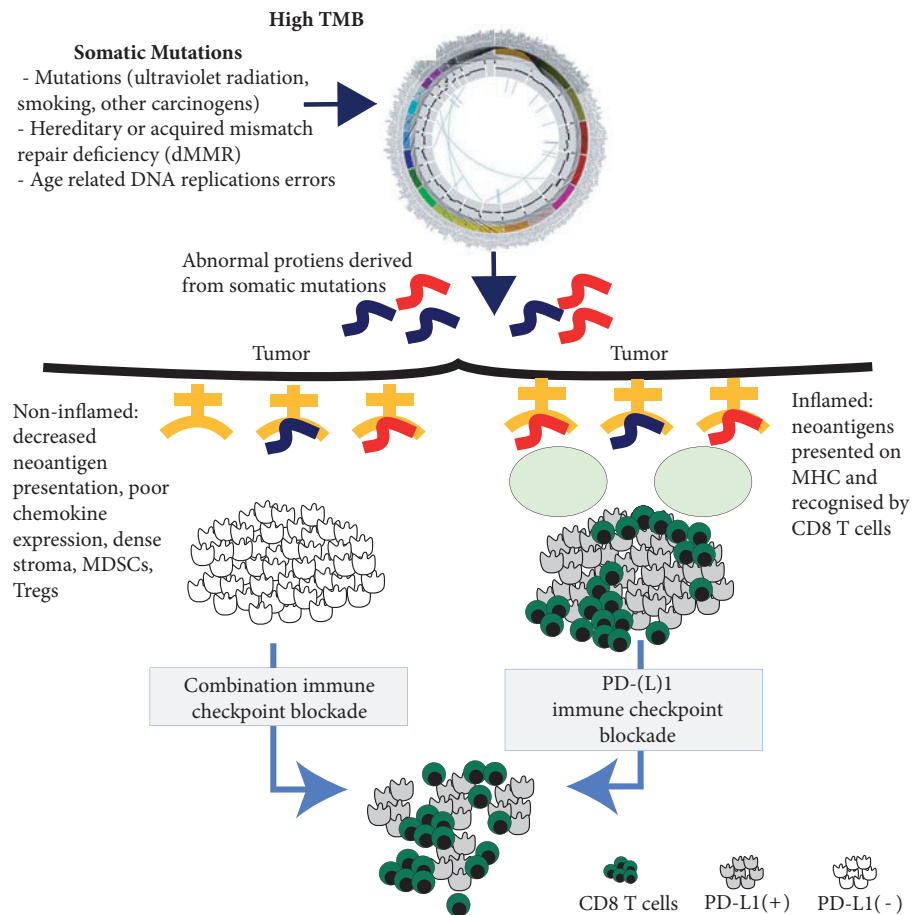 High TMB
Somatic Mutations
- Mutations (ultraviolet radiation,
smoking, other carcinogens)
- Hereditary or acquired mismatch
repair deficiency (dMMR)
- Age related DNA replications errors
Abnormal protiens derived
from somatic mutations
Tumor
Tumor
Non-inflamed:
decreased
neoantigen
presentation, poor
chemokine
expression, dense
stroma, MDSCs,
Tregs
Inflamed:
neoantigens
presented on
MHC and
recognised by
CD8 T cells
Combination immune
checkpoint blockade
PD-(L)1
immune checkpoint
blockade
CD8 T cells
PD-L1(+)
PD-L1(-)